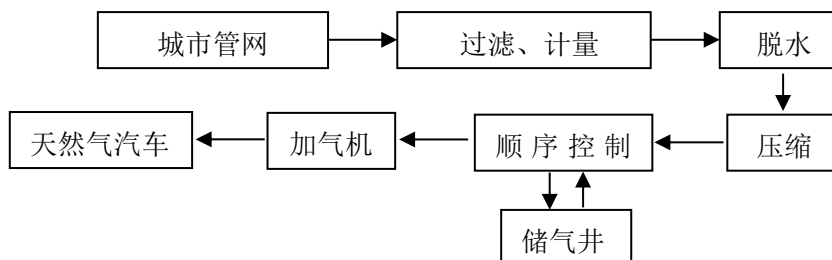 城市管网
过滤、计量
脱水
天然气汽车
加气机
顺序控制
压缩
储气井